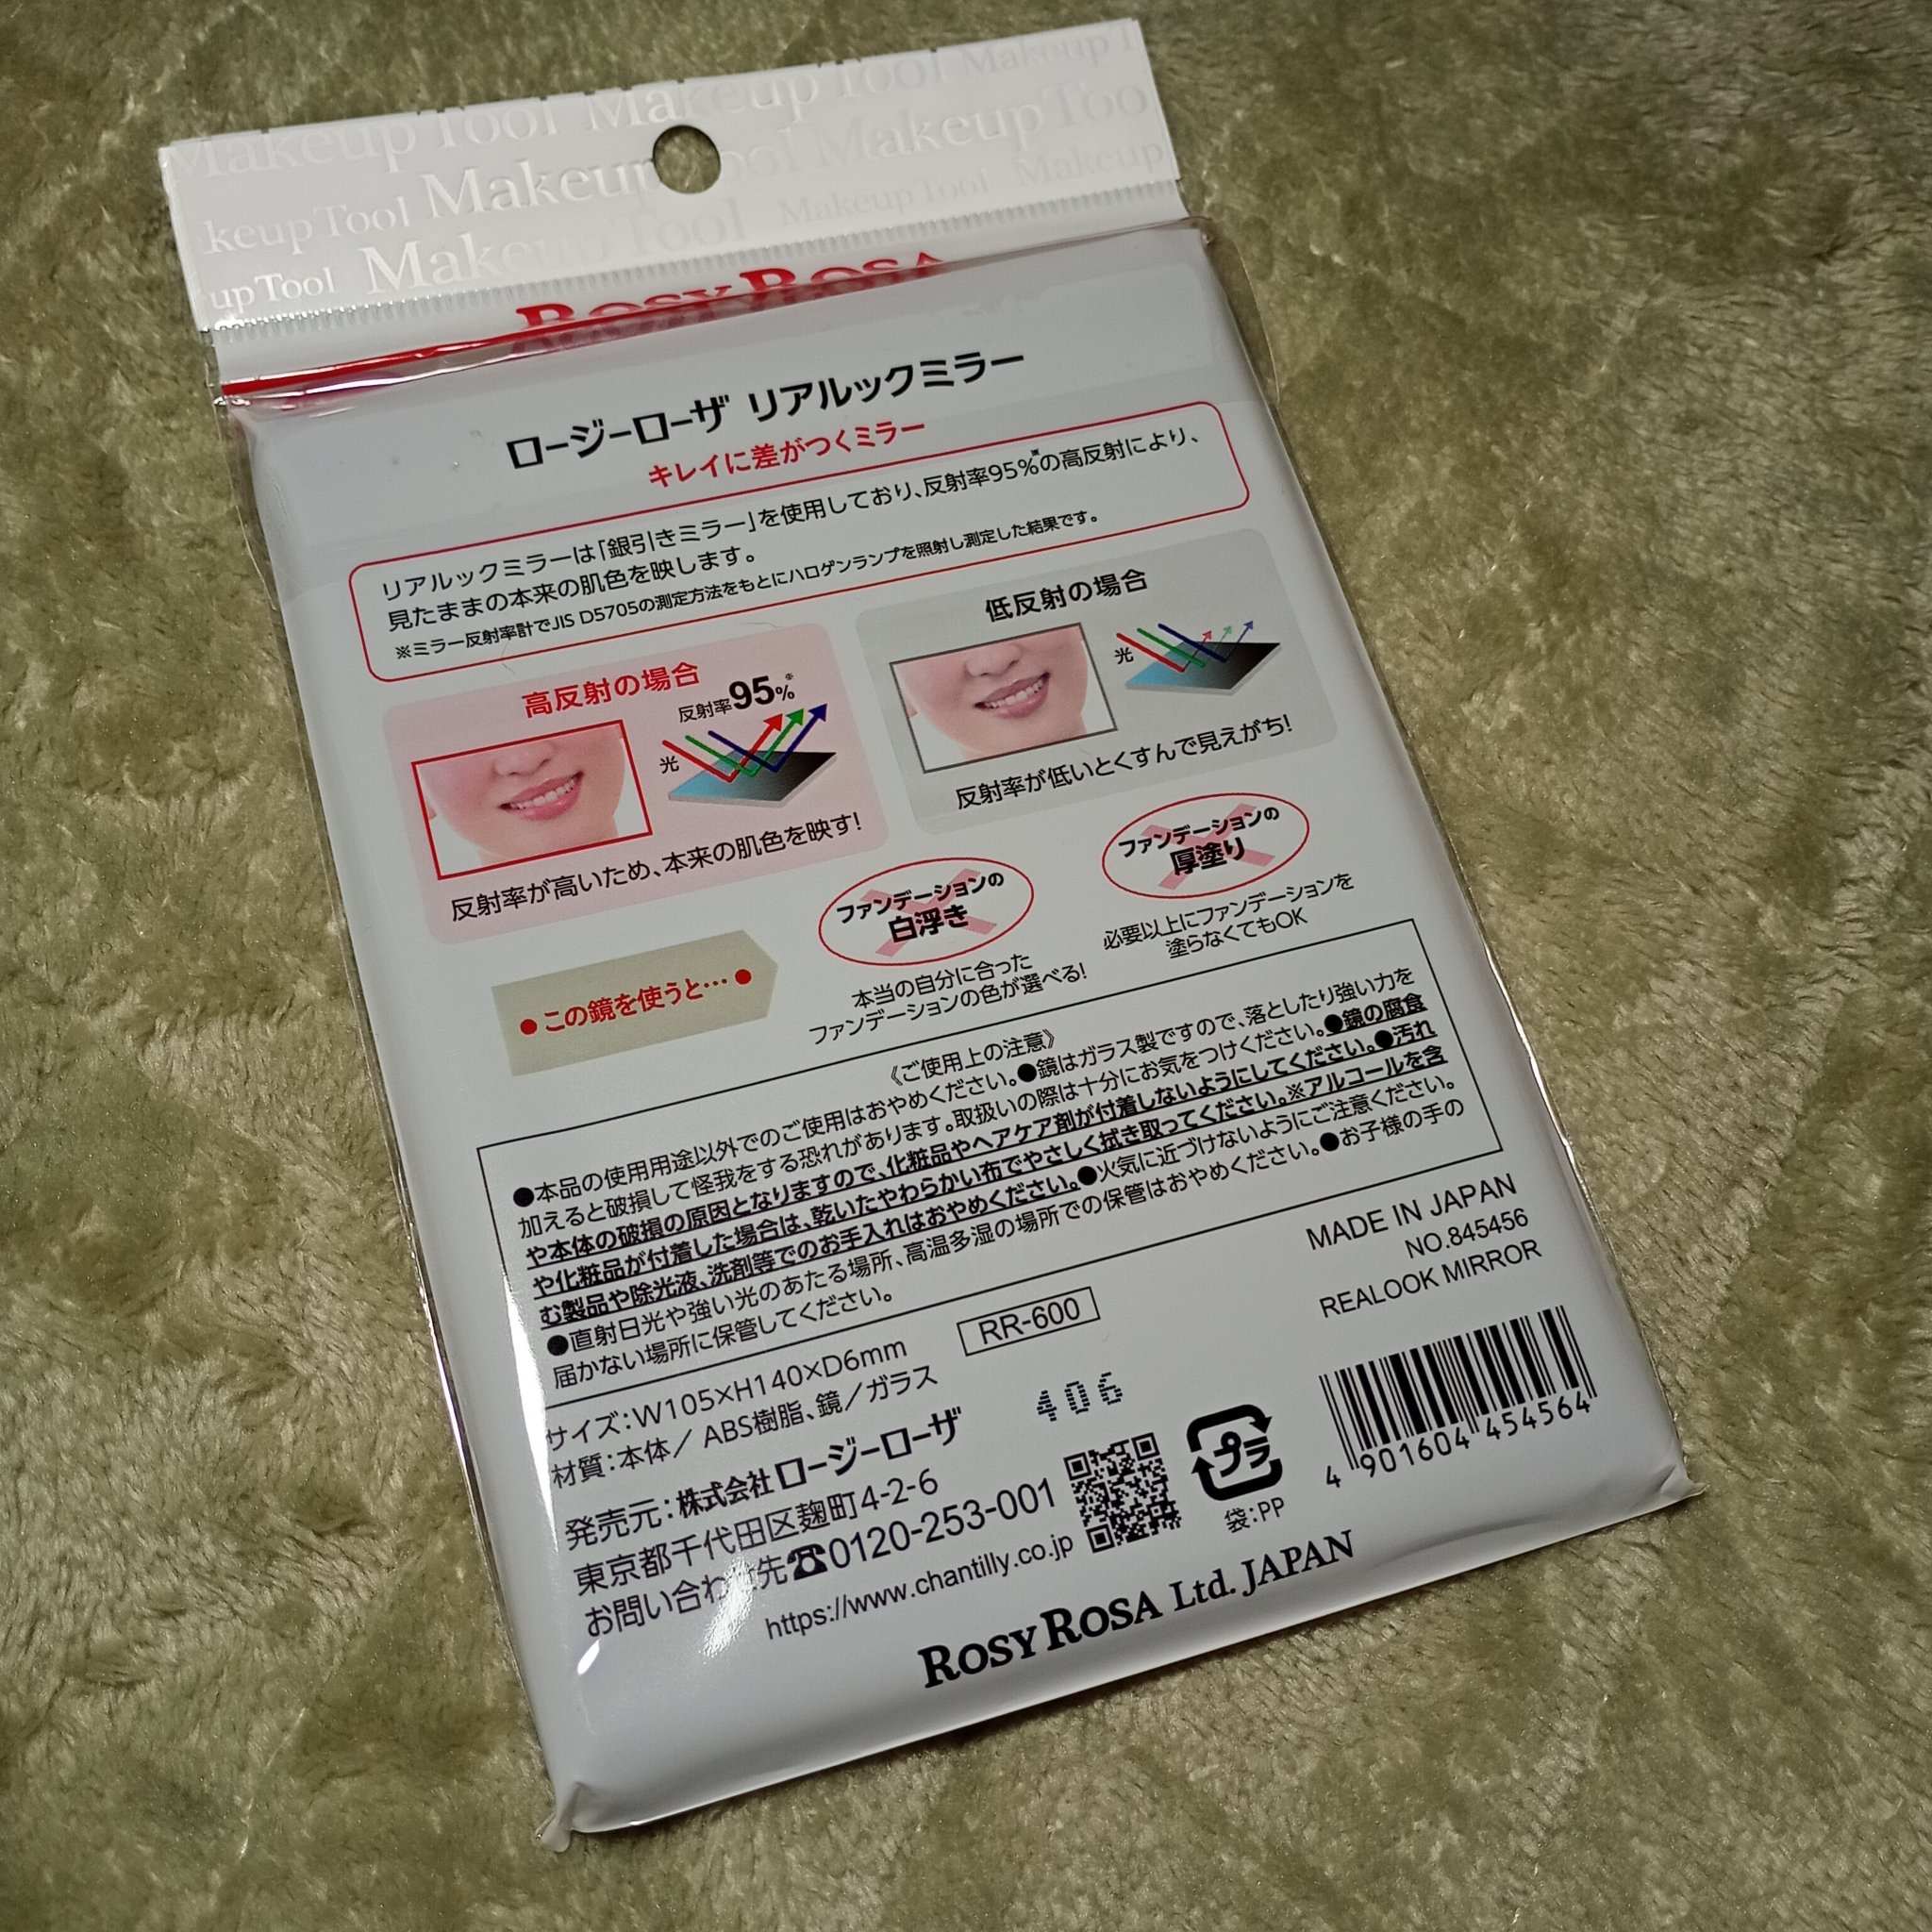 Makeup Tool Makeup Tool Makeup T
keup Tool Makeup Tool Makeup Too
up Tool Makeup Tool Makeup Tool Makeup
ROSY ROSA
ロージーローザ リアルックミラー
キレイに差がつくミラー
リアルックミラーは「銀引きミラー」を使用しており、反射率95%※の高反射により、
見たままの本来の肌色を映します。
※ミラー反射率計でJIS D5705の測定方法をもとにハロゲンランプを照射し測定した結果です。
高反射の場合
反射率95%※
光
反射率が高いため、本来の肌色を映す!
低反射の場合
光
反射率が低いとくすんで見えがち!
●この鏡を使うと…●
ファンデーションの
白浮き
本当の自分に合った
ファンデーションの色が選べる!
ファンデーションの
厚塗り
必要以上にファンデーションを
塗らなくてもOK
《ご使用上の注意》
●本品の使用用途以外でのご使用はおやめください。●鏡はガラス製ですので、落としたり強い力を
加えると破損して怪我をする恐れがあります。取扱いの際は十分にお気をつけください。●鏡の腐食
や本体の破損の原因となりますので、化粧品やヘアケア剤が付着しないようにしてください。●汚れ
や化粧品が付着した場合は、乾いたやわらかい布でやさしく拭き取ってください。※アルコールを含
む製品や除光液、洗剤等でのお手入れはおやめください。●火気に近づけないようにご注意ください。
●直射日光や強い光のあたる場所、高温多湿の場所での保管はおやめください。●お子様の手の
届かない場所に保管してください。
サイズ:W105×H140×D6mm
材質:本体／ABS樹脂、鏡／ガラス
RR-600
MADE IN JAPAN
NO.845456
REALOOK MIRROR
406
発売元:株式会社ロージーローザ
東京都千代田区麹町4-2-6
お問い合わせ先☎0120-253-001
https://www.chantilly.co.jp
プラ
袋:PP
4 901604 454564
ROSY ROSA Ltd. JAPAN